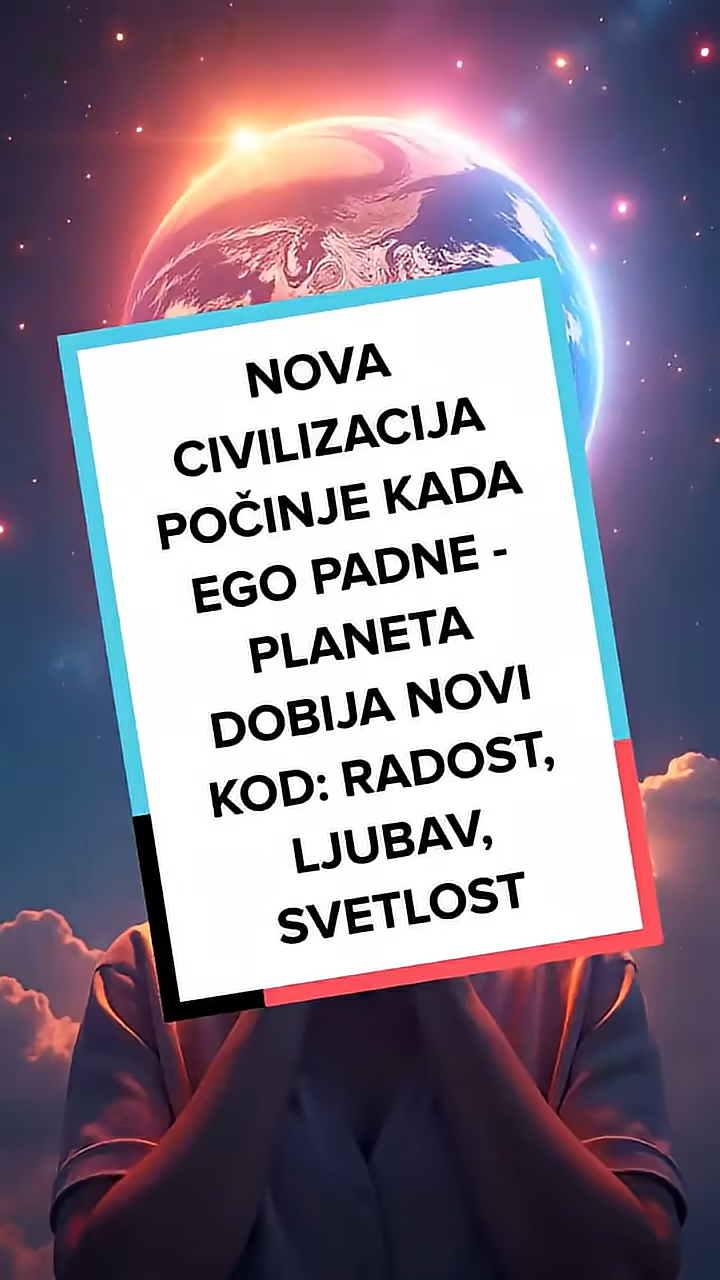 NOVA
CIVILIZACIJA
POČINJE KADA
EGO PADNE -
PLANETA
DOBIJA NOVI
KOD: RADOST,
LJUBAV,
SVETLOST